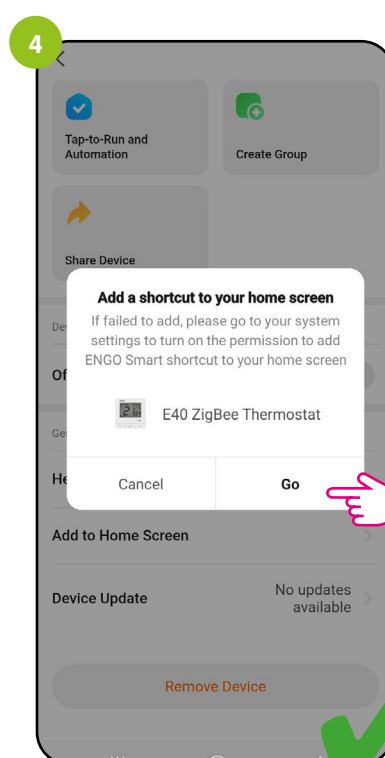 4
Tap-to-Run and
Automation
Create Group
Share Device
Add a shortcut to your home screen
If failed to add, please go to your system
settings to turn on the permission to add
ENGO Smart shortcut to your home screen
E40 ZigBee Thermostat
Cancel
Go
Add to Home Screen
Device Update
No updates
available
Remove Device